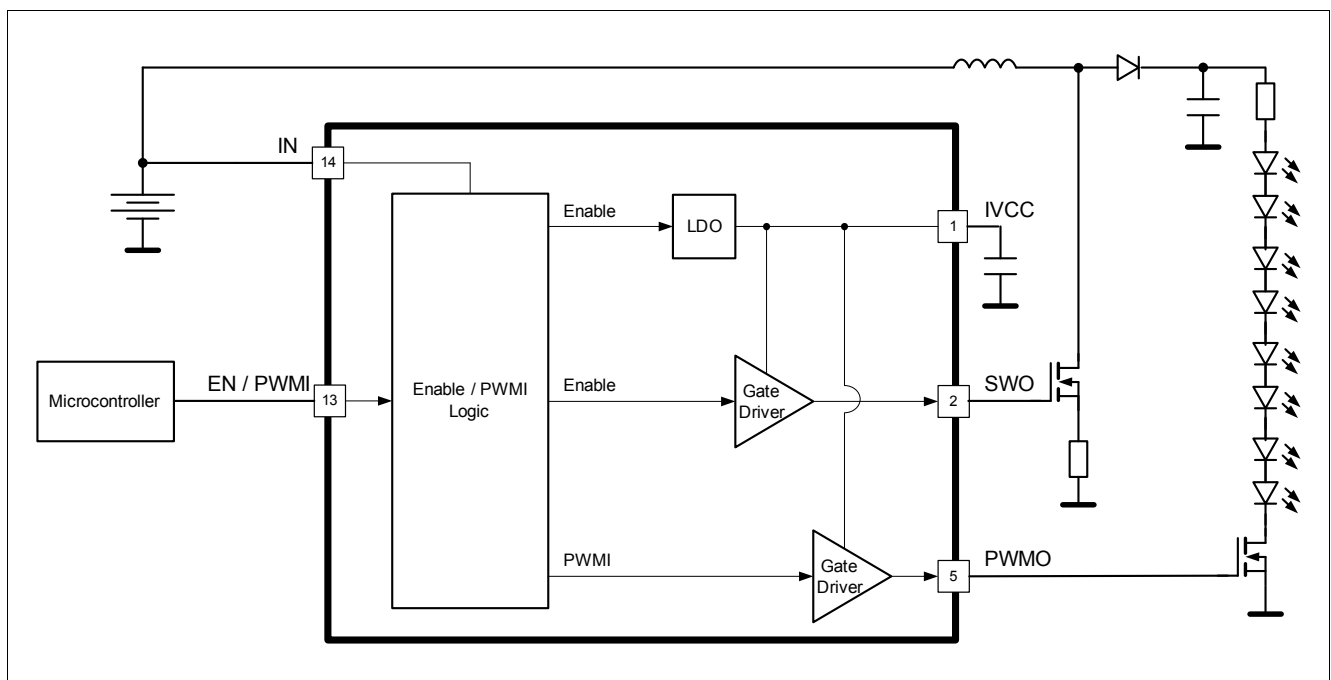 IN
14
Enable
LDO
IVCC
1
Microcontroller
EN / PWMI
13
Enable / PWMI
Logic
Enable
Gate
Driver
2
SWO
PWMI
Gate
Driver
5
PWMO